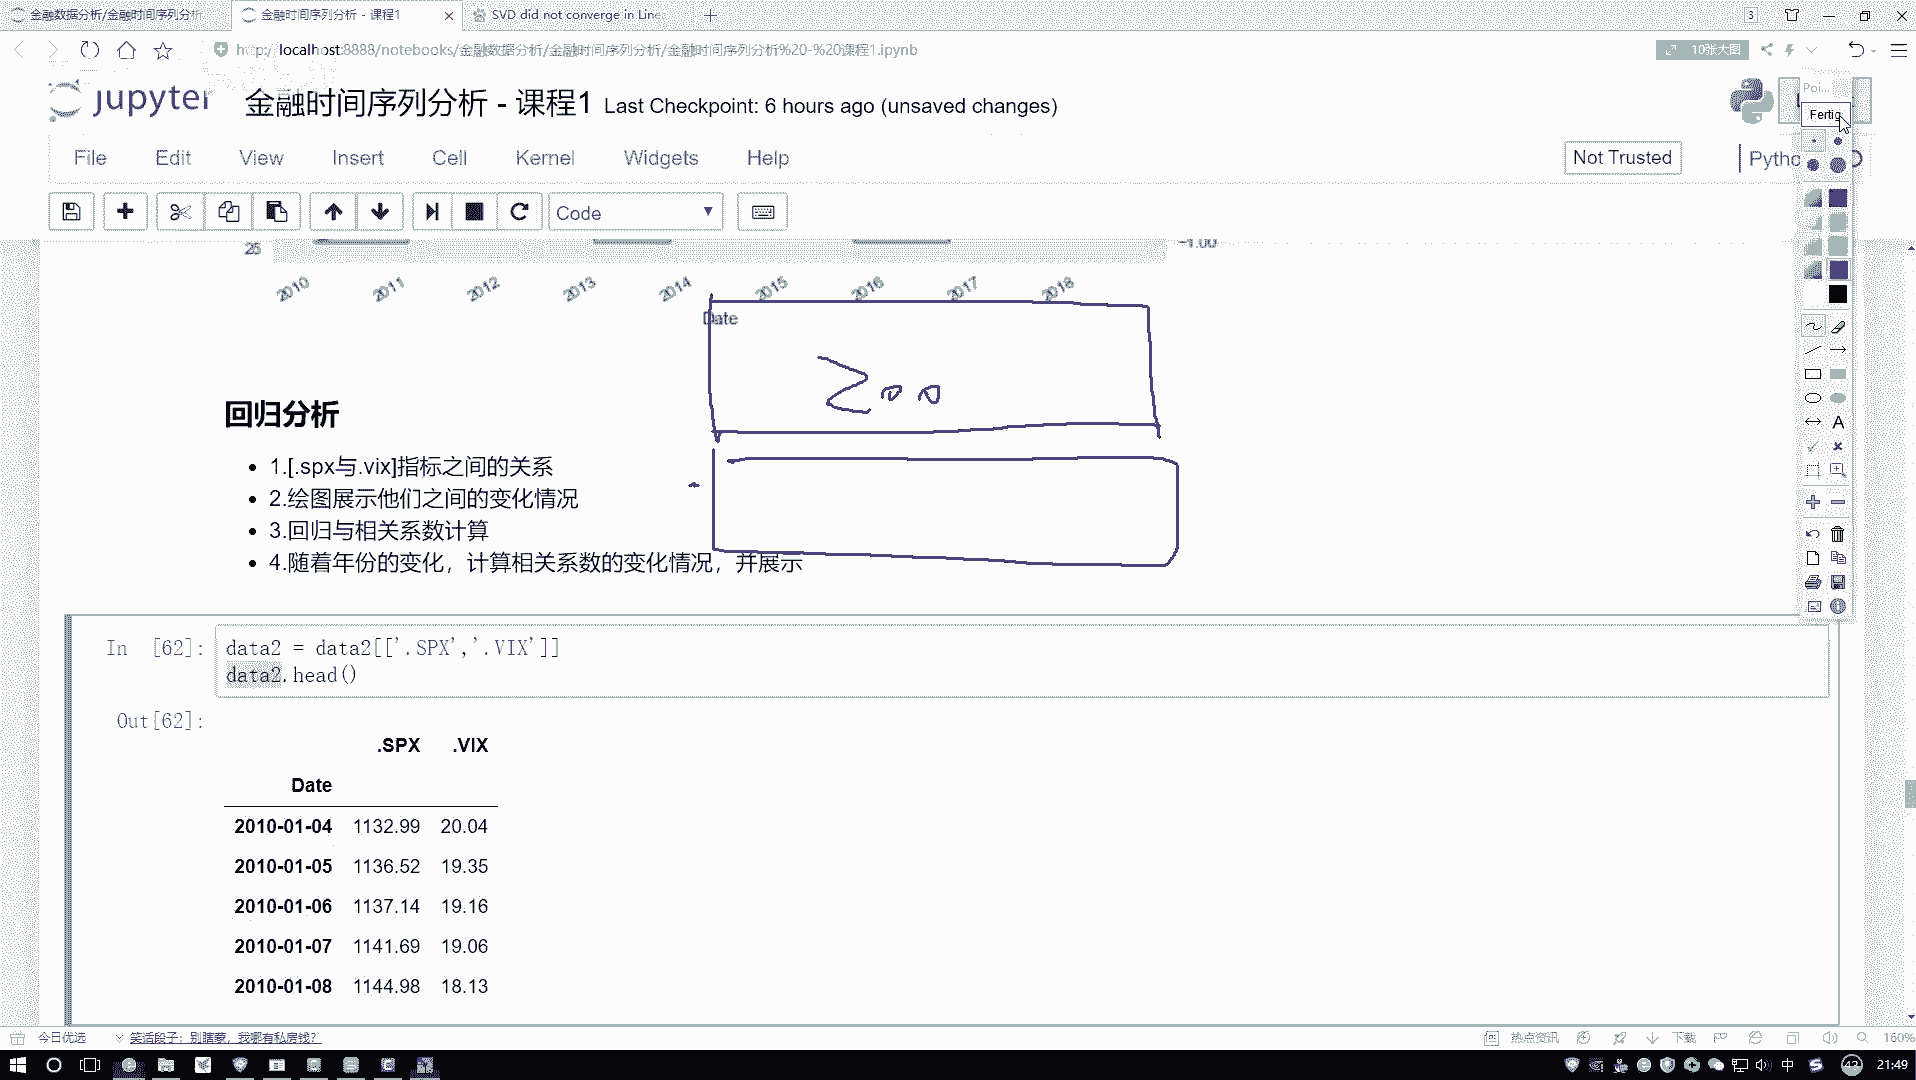 金融数据分析/金融时间序列分析
金融时间序列分析 - 课程1
SVD did not converge in Line
3
http://localhost:8888/notebooks/金融数据分析/金融时间序列分析/金融时间序列分析%20-%20课程1.ipynb
10张大图
jupyter
金融时间序列分析 - 课程1 Last Checkpoint: 6 hours ago (unsaved changes)
Poi...
Fertig
File Edit View Insert Cell Kernel Widgets Help
Not Trusted
Pytho
Code
25
-1.00
2010 2011 2012 2013 2014 2015 2016 2017 2018
Date
200
回归分析
1.[.spx与.vix]指标之间的关系
2.绘图展示他们之间的变化情况
3.回归与相关系数计算
4.随着年份的变化，计算相关系数的变化情况，并展示
In [62]: data2 = data2[['.SPX','.VIX']]
data2.head()
Out[62]:
.SPX .VIX
Date
2010-01-04 1132.99 20.04
2010-01-05 1136.52 19.35
2010-01-06 1137.14 19.16
2010-01-07 1141.69 19.06
2010-01-08 1144.98 18.13
今日优选
笑话段子：别瞎蒙，我哪有私房钱？
热点资讯
下载
160%
中
43
21:49